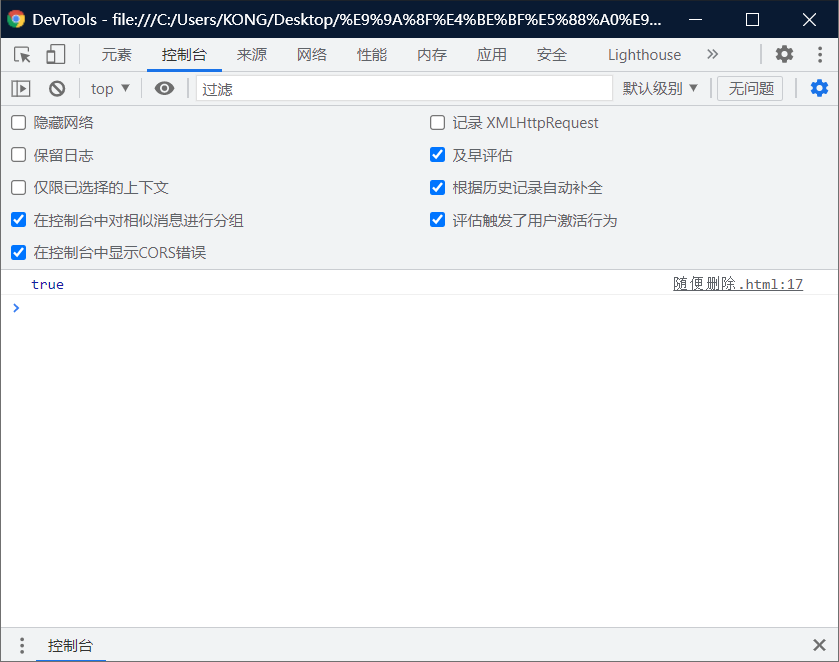 DevTools - file:///C:/Users/KONG/Desktop/%E9%9A%8F%E4%BE%BF%E5%88%A0%E9...
元素 控制台 来源 网络 性能 内存 应用 安全 Lighthouse
top 过滤 默认级别 无问题
隐藏网络 记录 XMLHttpRequest
保留日志 及早评估
仅限已选择的上下文 根据历史记录自动补全
在控制台中对相似消息进行分组 评估触发了用户激活行为
在控制台中显示CORS错误
true 随便删除.html:17
控制台